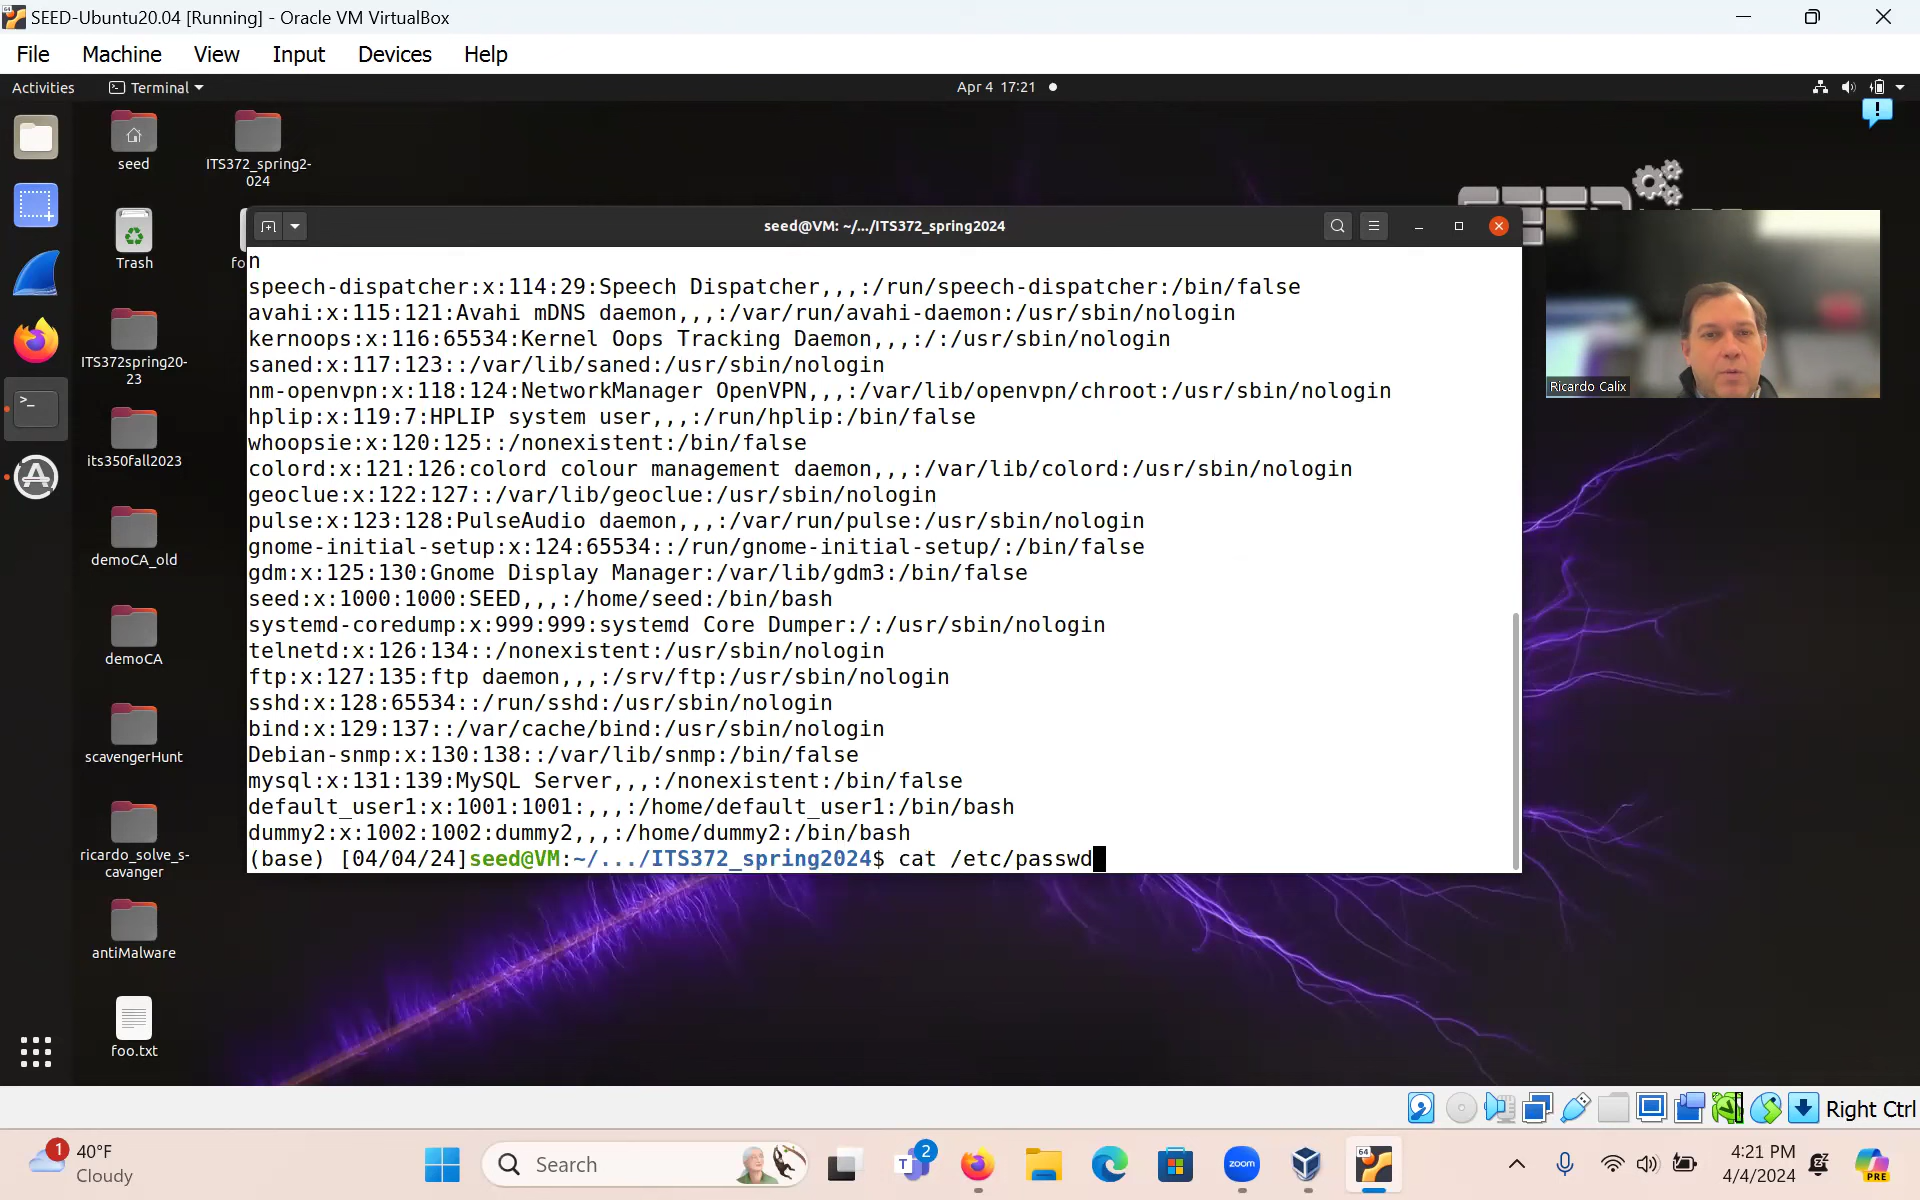 SEED-Ubuntu20.04 [Running] - Oracle VM VirtualBox
File Machine View Input Devices Help
Activities Terminal Apr 4 17:21
seed
ITS372_spring2-
024
Trash
fo
ITS372spring20-
23
its350fall2023
demoCA_old
demoCA
scavengerHunt
ricardo_solve_s-
cavanger
antiMalware
foo.txt
seed@VM: ~/.../ITS372_spring2024
n
speech-dispatcher:x:114:29:Speech Dispatcher,,,:/run/speech-dispatcher:/bin/false
avahi:x:115:121:Avahi mDNS daemon,,,:/var/run/avahi-daemon:/usr/sbin/nologin
kernoops:x:116:65534:Kernel Oops Tracking Daemon,,,:/:/usr/sbin/nologin
saned:x:117:123::/var/lib/saned:/usr/sbin/nologin
nm-openvpn:x:118:124:NetworkManager OpenVPN,,,:/var/lib/openvpn/chroot:/usr/sbin/nologin
hplip:x:119:7:HPLIP system user,,,:/run/hplip:/bin/false
whoopsie:x:120:125::/nonexistent:/bin/false
colord:x:121:126:colord colour management daemon,,,:/var/lib/colord:/usr/sbin/nologin
geoclue:x:122:127::/var/lib/geoclue:/usr/sbin/nologin
pulse:x:123:128:PulseAudio daemon,,,:/var/run/pulse:/usr/sbin/nologin
gnome-initial-setup:x:124:65534::/run/gnome-initial-setup/:/bin/false
gdm:x:125:130:Gnome Display Manager:/var/lib/gdm3:/bin/false
seed:x:1000:1000:SEED,,,:/home/seed:/bin/bash
systemd-coredump:x:999:999:systemd Core Dumper:/:/usr/sbin/nologin
telnetd:x:126:134::/nonexistent:/usr/sbin/nologin
ftp:x:127:135:ftp daemon,,,:/srv/ftp:/usr/sbin/nologin
sshd:x:128:65534::/run/sshd:/usr/sbin/nologin
bind:x:129:137::/var/cache/bind:/usr/sbin/nologin
Debian-snmp:x:130:138::/var/lib/snmp:/bin/false
mysql:x:131:139:MySQL Server,,,:/nonexistent:/bin/false
default_user1:x:1001:1001:,,,:/home/default_user1:/bin/bash
dummy2:x:1002:1002:dummy2,,,:/home/dummy2:/bin/bash
(base) [04/04/24]seed@VM:~/.../ITS372_spring2024$ cat /etc/passwd
Ricardo Calix
Right Ctrl
1
40°F
Cloudy
Search
T
2
zoom
64
4:21 PM
4/4/2024
PRE